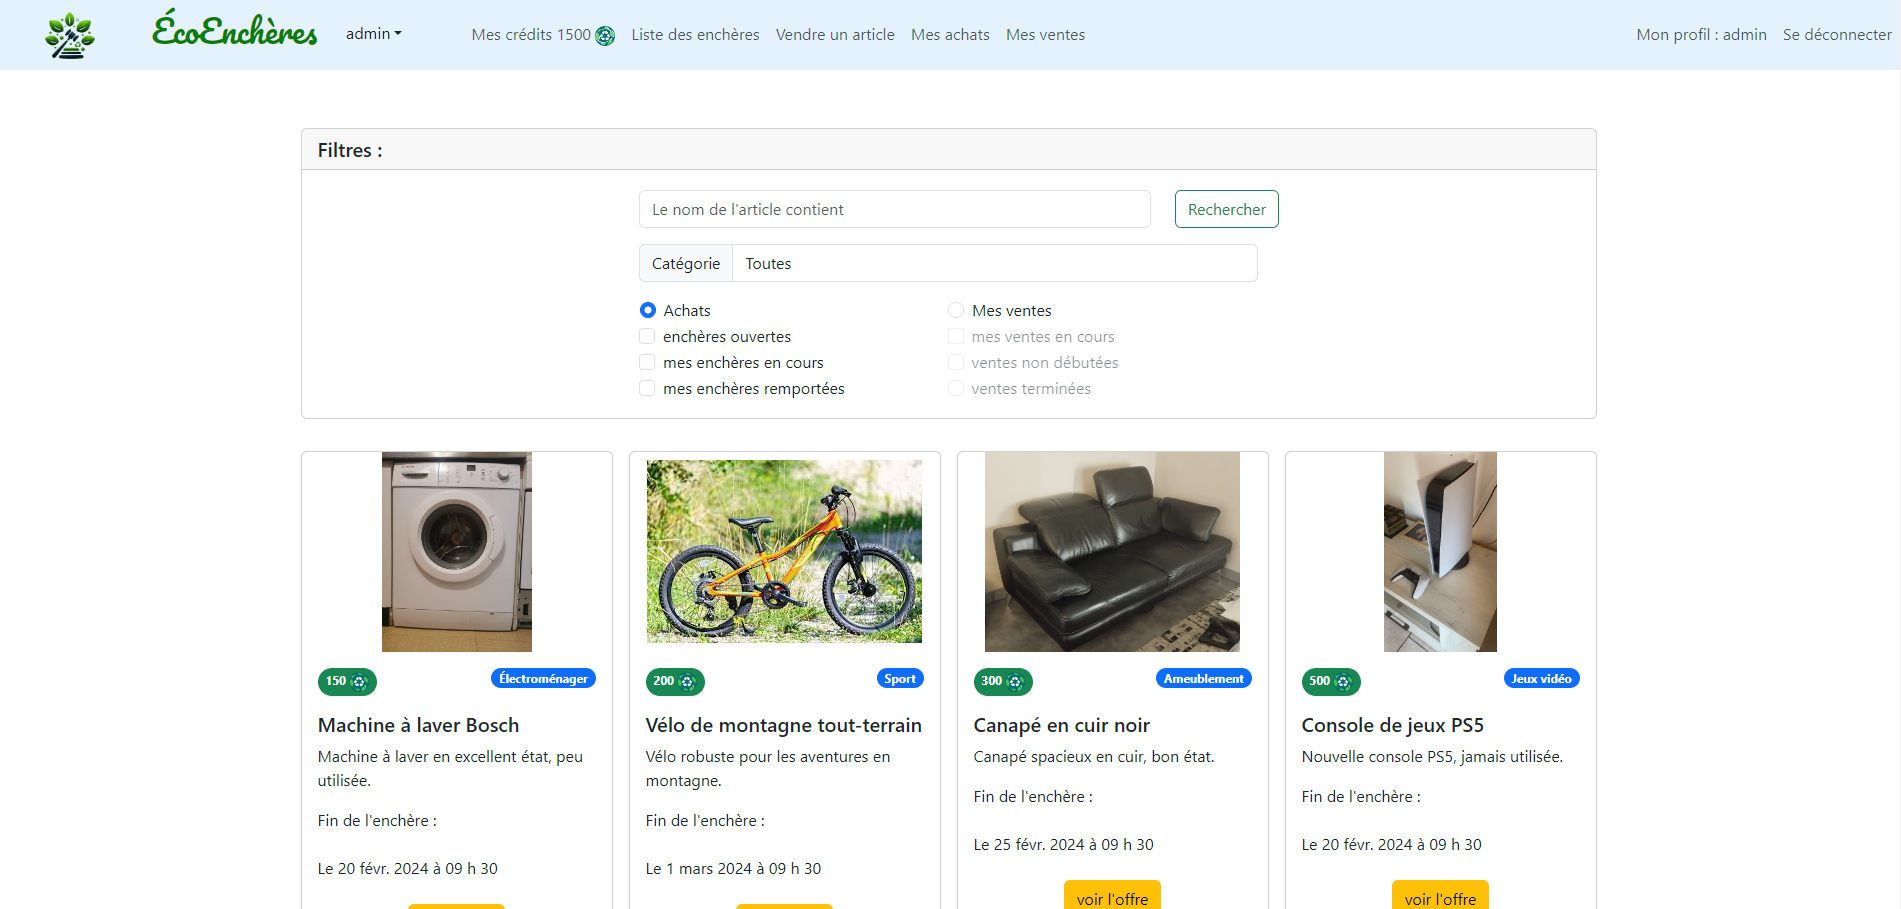 ÉcoEnchères
admin
Mes crédits 1500
Liste des enchères
Vendre un article
Mes achats
Mes ventes
Mon profil : admin
Se déconnecter
Filtres :
Le nom de l'article contient
Rechercher
Catégorie
Toutes
Achats
enchères ouvertes
mes enchères en cours
mes enchères remportées
Mes ventes
mes ventes en cours
ventes non débutées
ventes terminées
150
Électroménager
Machine à laver Bosch
Machine à laver en excellent état, peu
utilisée.
Fin de l'enchère :
Le 20 févr. 2024 à 09 h 30
200
Sport
Vélo de montagne tout-terrain
Vélo robuste pour les aventures en
montagne.
Fin de l'enchère :
Le 1 mars 2024 à 09 h 30
300
Ameublement
Canapé en cuir noir
Canapé spacieux en cuir, bon état.
Fin de l'enchère :
Le 25 févr. 2024 à 09 h 30
voir l'offre
500
Jeux vidéo
Console de jeux PS5
Nouvelle console PS5, jamais utilisée.
Fin de l'enchère :
Le 20 févr. 2024 à 09 h 30
voir l'offre